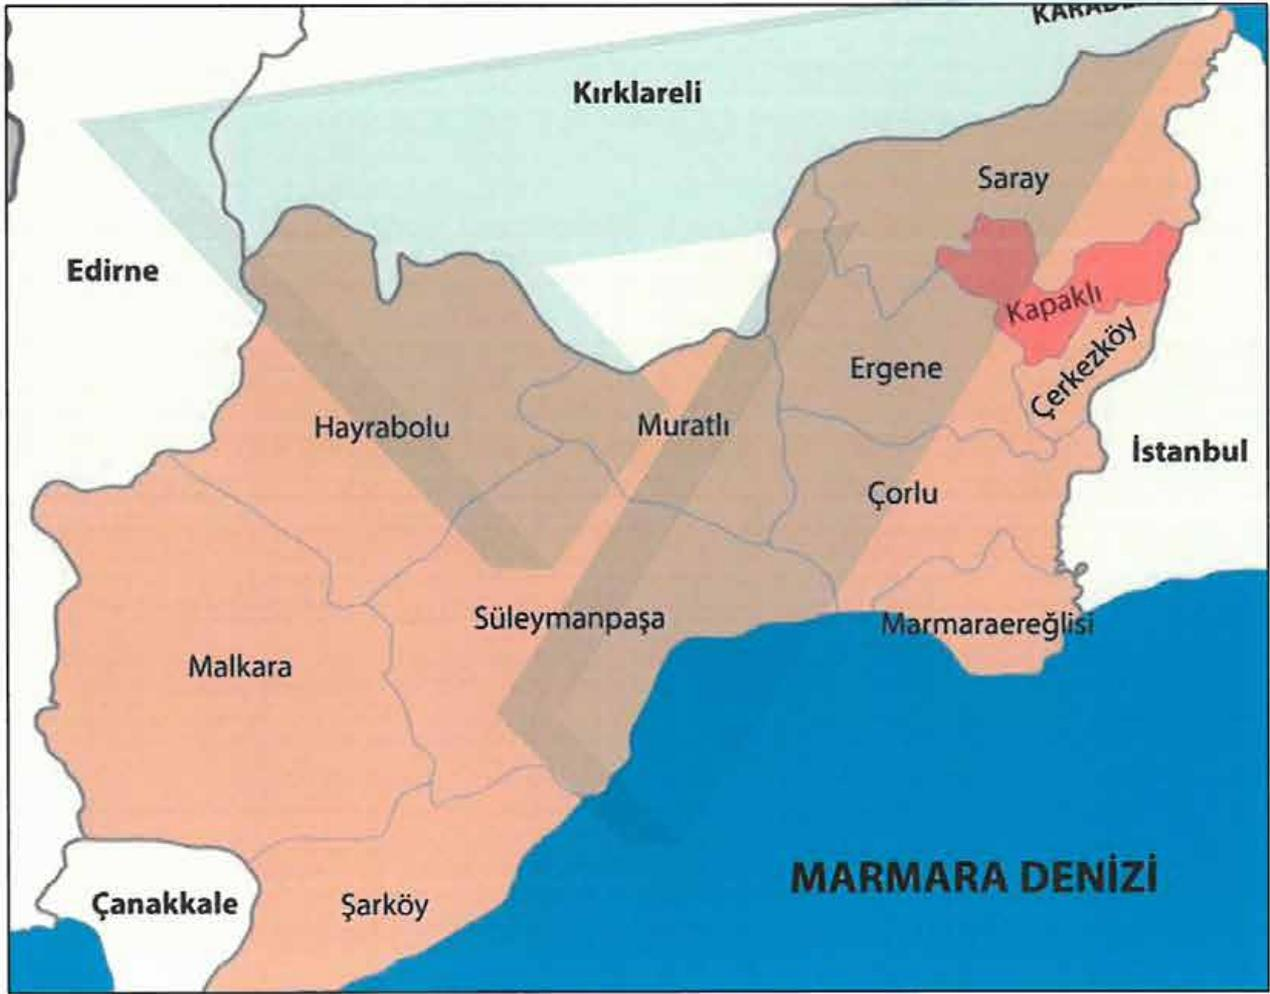 Kırklareli
Saray
Edirne
Kapaklı
Ergene
Çerkezköy
Hayrabolu
Muratlı
İstanbul
Çorlu
Süleymanpaşa
Marmaraereğlisi
Malkara
MARMARA DENİZİ
Çanakkale
Şarköy